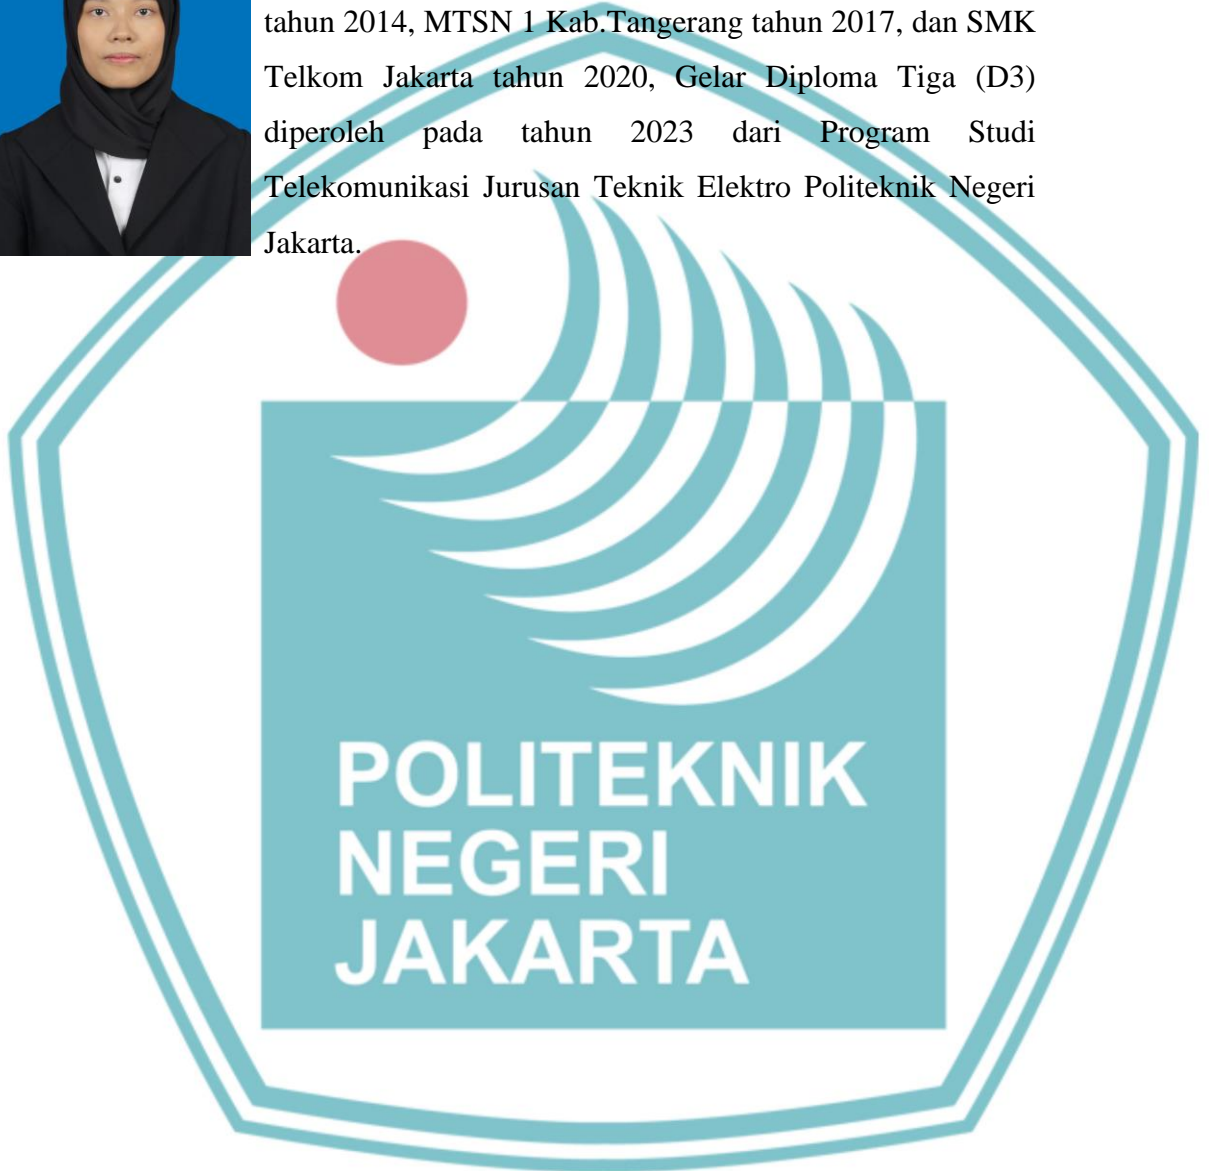 tahun 2014, MTSN 1 Kab.Tangerang tahun 2017, dan SMK
Telkom Jakarta tahun 2020, Gelar Diploma Tiga (D3)
diperoleh pada tahun 2023 dari Program Studi
Telekomunikasi Jurusan Teknik Elektro Politeknik Negeri
Jakarta.
POLITEKNIK
NEGERI
JAKARTA